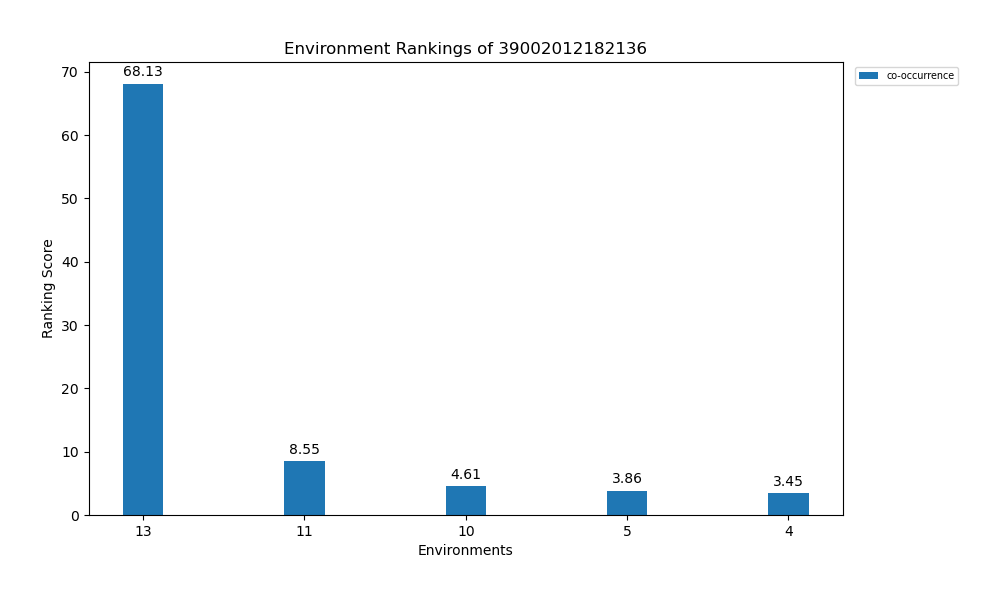 Environment Rankings of 39002012182136
co-occurrence
Ranking Score
70
60
50
40
30
20
10
0
68.13
8.55
4.61
3.86
3.45
13 11 10 5 4
Environments